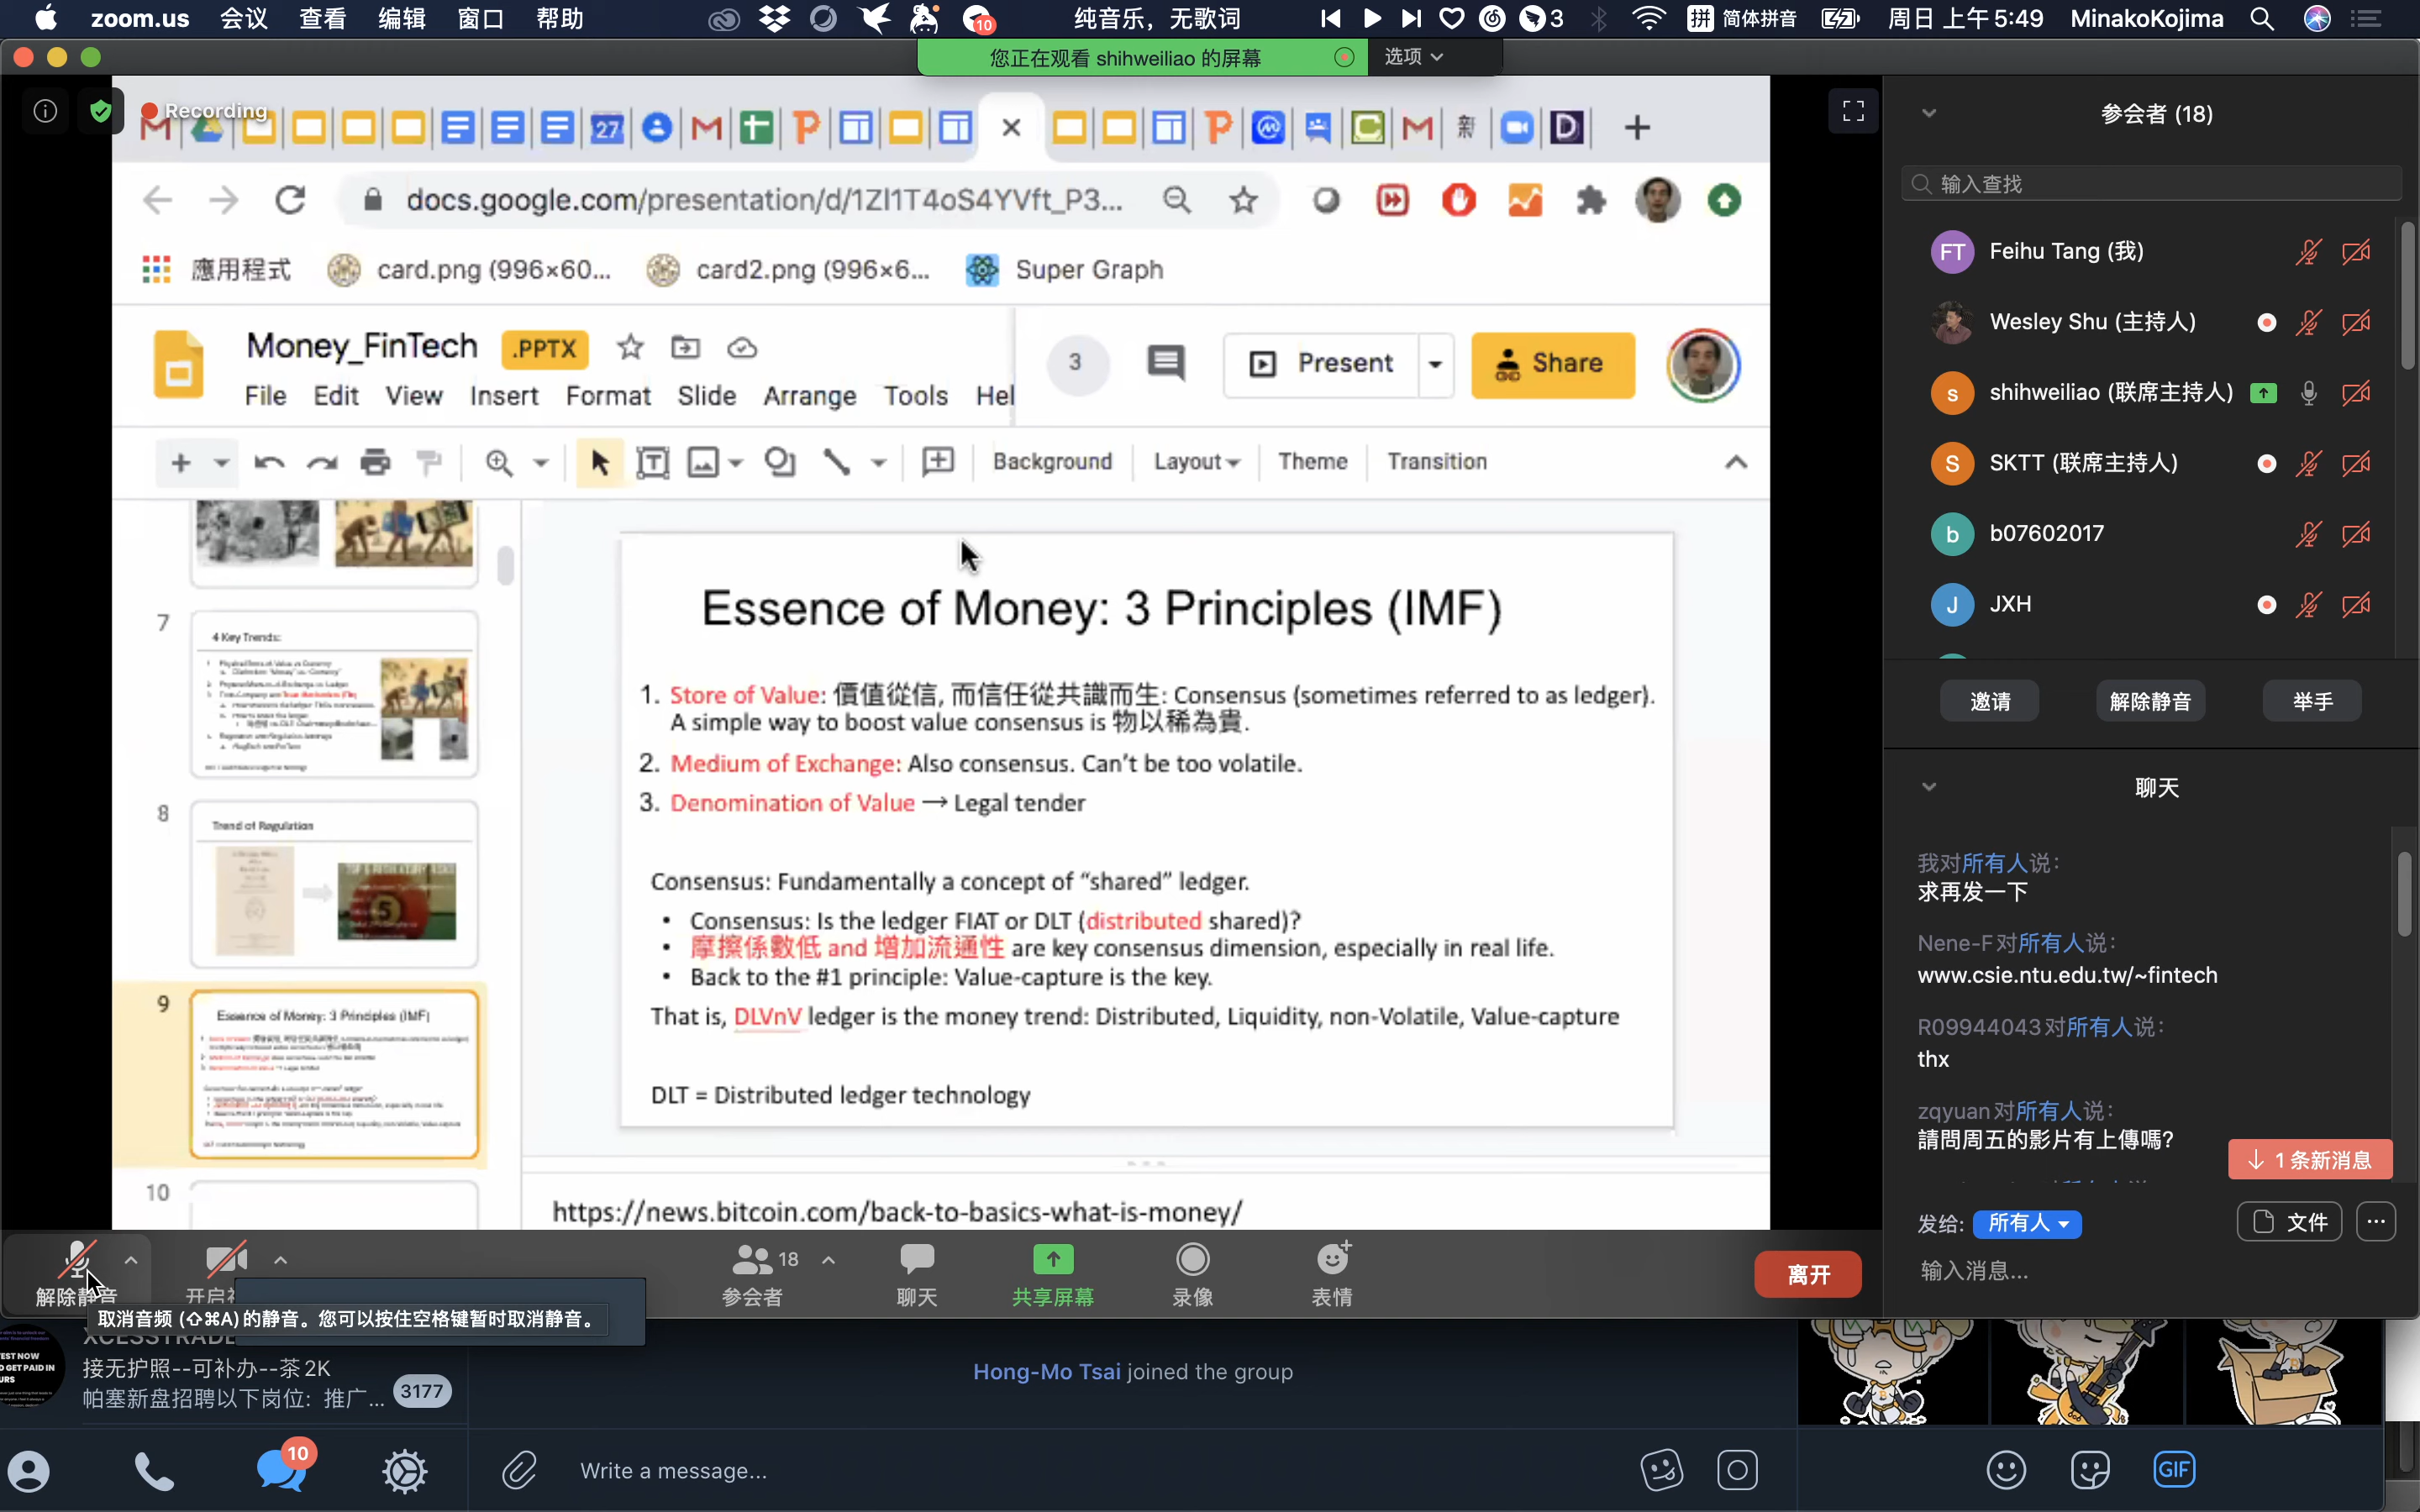 zoom.us 会议 查看 编辑 窗口 帮助 10 纯音乐，无歌词 3 拼 简体拼音 周日 上午5:49 MinakoKojima
您正在观看 shihweiliao 的屏幕 选项
Recording
27 新
docs.google.com/presentation/d/1ZI1T4oS4YVft_P3...
應用程式 card.png (996×60... card2.png (996×6... Super Graph
Money_FinTech .PPTX
File Edit View Insert Format Slide Arrange Tools Hel
3 Present Share
Background Layout Theme Transition
7
4 Key Trends:
8
Trend of Regulation
5
9
Essence of Money: 3 Principles (IMF)
10
Essence of Money: 3 Principles (IMF)
1. Store of Value: 價值從信, 而信任從共識而生: Consensus (sometimes referred to as ledger).
A simple way to boost value consensus is 物以稀為貴.
2. Medium of Exchange: Also consensus. Can't be too volatile.
3. Denomination of Value → Legal tender
Consensus: Fundamentally a concept of “shared” ledger.
• Consensus: Is the ledger FIAT or DLT (distributed shared)?
• 摩擦係數低 and 增加流通性 are key consensus dimension, especially in real life.
• Back to the #1 principle: Value-capture is the key.
That is, DLVnV ledger is the money trend: Distributed, Liquidity, non-Volatile, Value-capture
DLT = Distributed ledger technology
https://news.bitcoin.com/back-to-basics-what-is-money/
参会者 (18)
输入查找
FT Feihu Tang (我)
Wesley Shu (主持人)
s shihweiliao (联席主持人)
S SKTT (联席主持人)
b b07602017
J JXH
邀请 解除静音 举手
聊天
我对所有人说：
求再发一下
Nene-F对所有人说：
www.csie.ntu.edu.tw/~fintech
R09944043对所有人说：
thx
zqyuan对所有人说：
請問周五的影片有上傳嗎?
↓ 1 条新消息
发给: 所有人 文件 ...
输入消息...
18
解除静音 开启 参会者 聊天 共享屏幕 录像 表情 离开
取消音频 (⇧⌘A) 的静音。您可以按住空格键暂时取消静音。
XCESSTRADE
接无护照--可补办--茶2K
帕塞新盘招聘以下岗位：推广... 3177
Hong-Mo Tsai joined the group
10
Write a message...
GIF